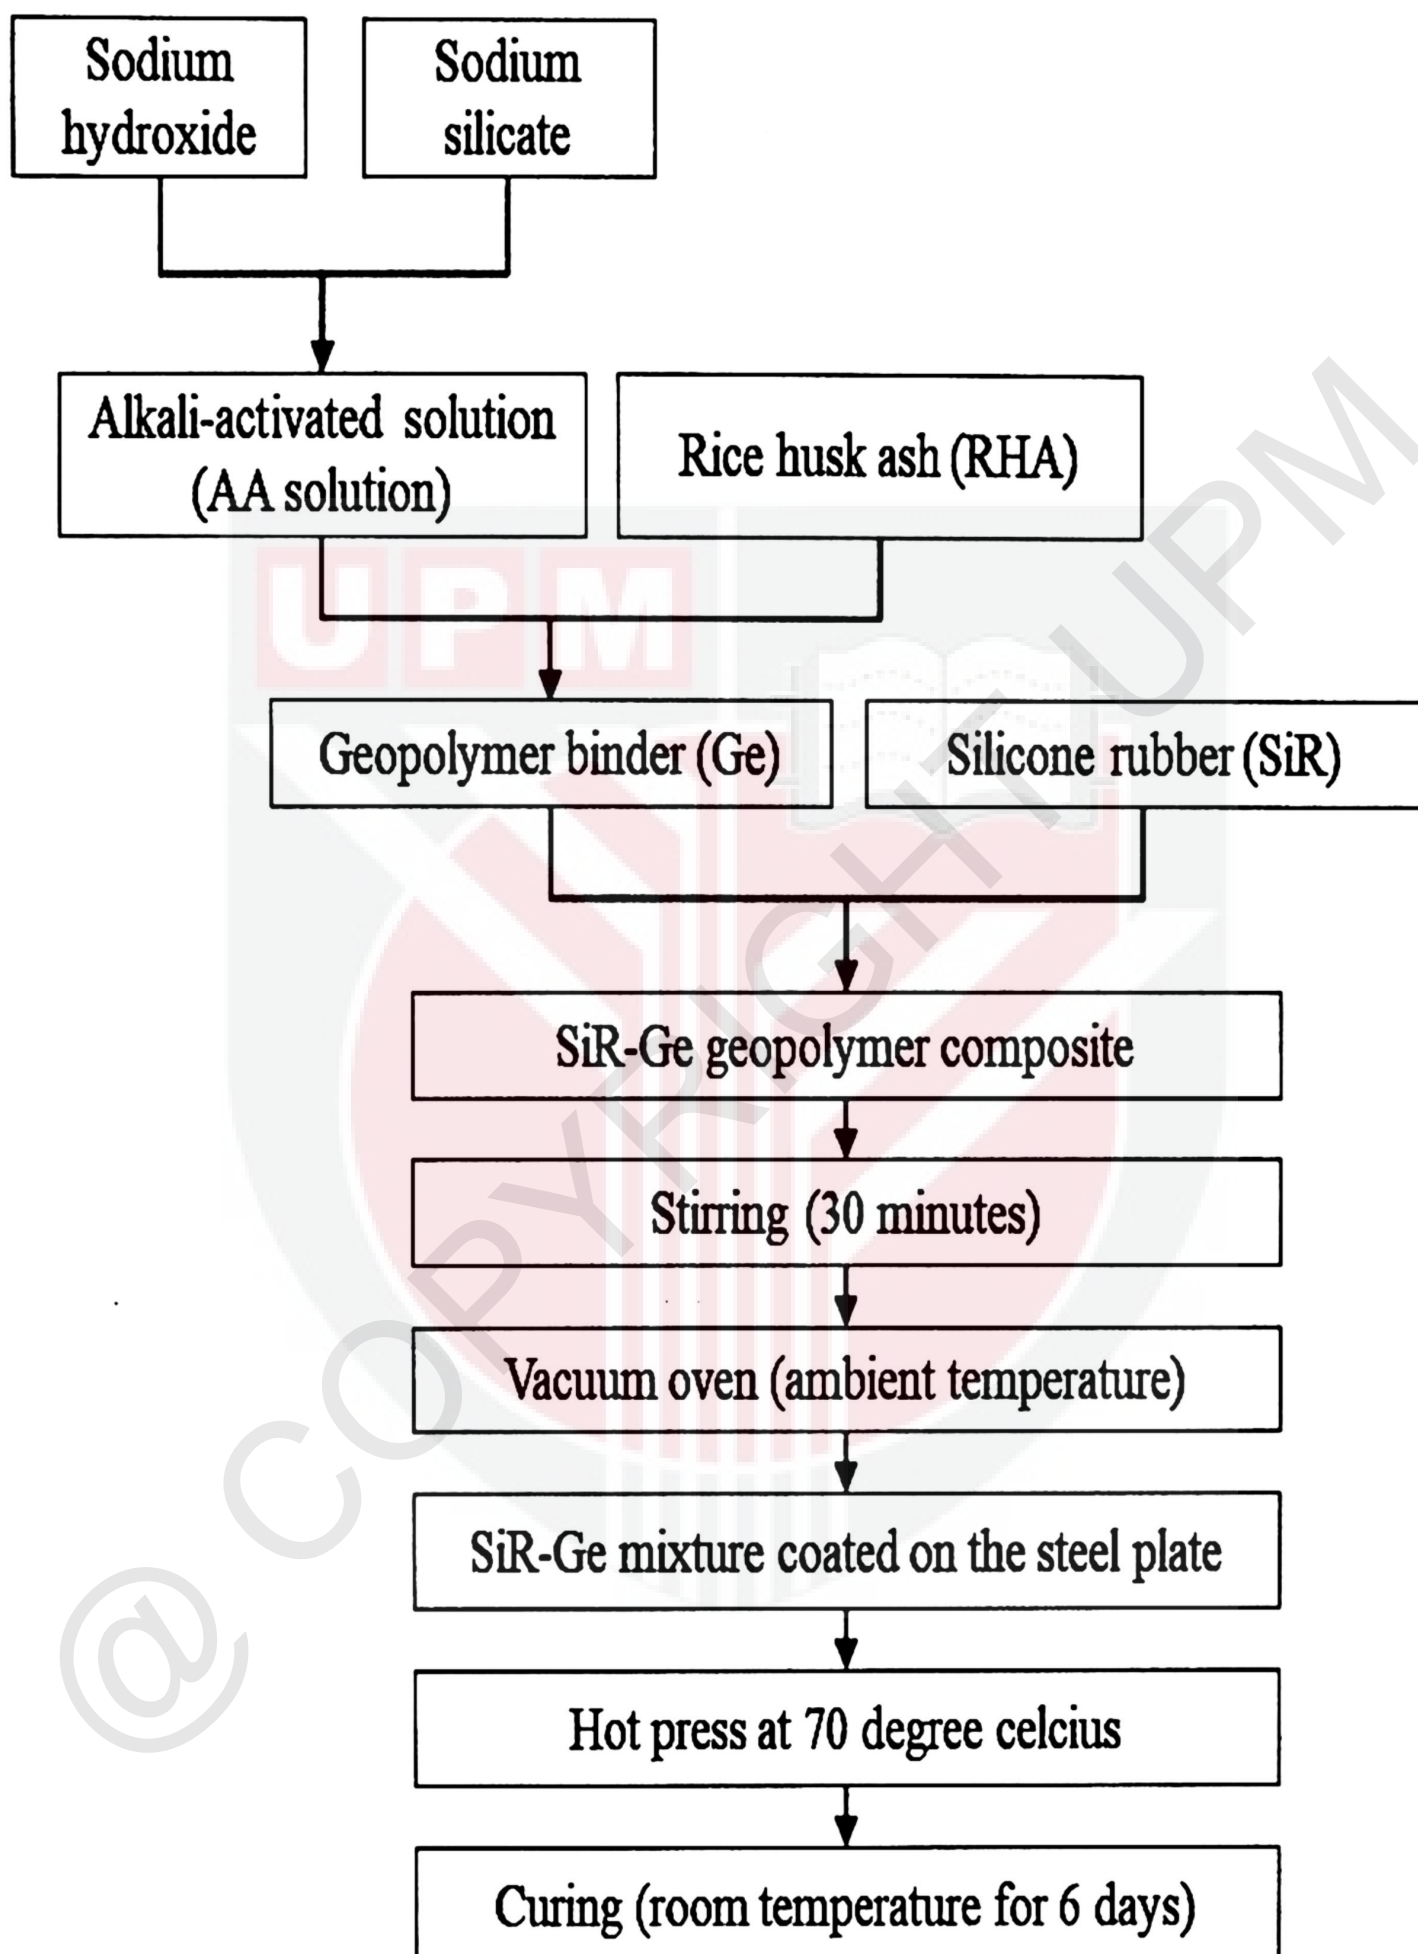 Sodium
hydroxide
Sodium
silicate
Alkali-activated solution
(AA solution)
Rice husk ash (RHA)
UPM
Geopolymer binder (Ge)
Silicone rubber (SiR)
SiR-Ge geopolymer composite
Stirring (30 minutes)
Vacuum oven (ambient temperature)
SiR-Ge mixture coated on the steel plate
Hot press at 70 degree celcius
Curing (room temperature for 6 days)
@ COPYRIGHT UPM